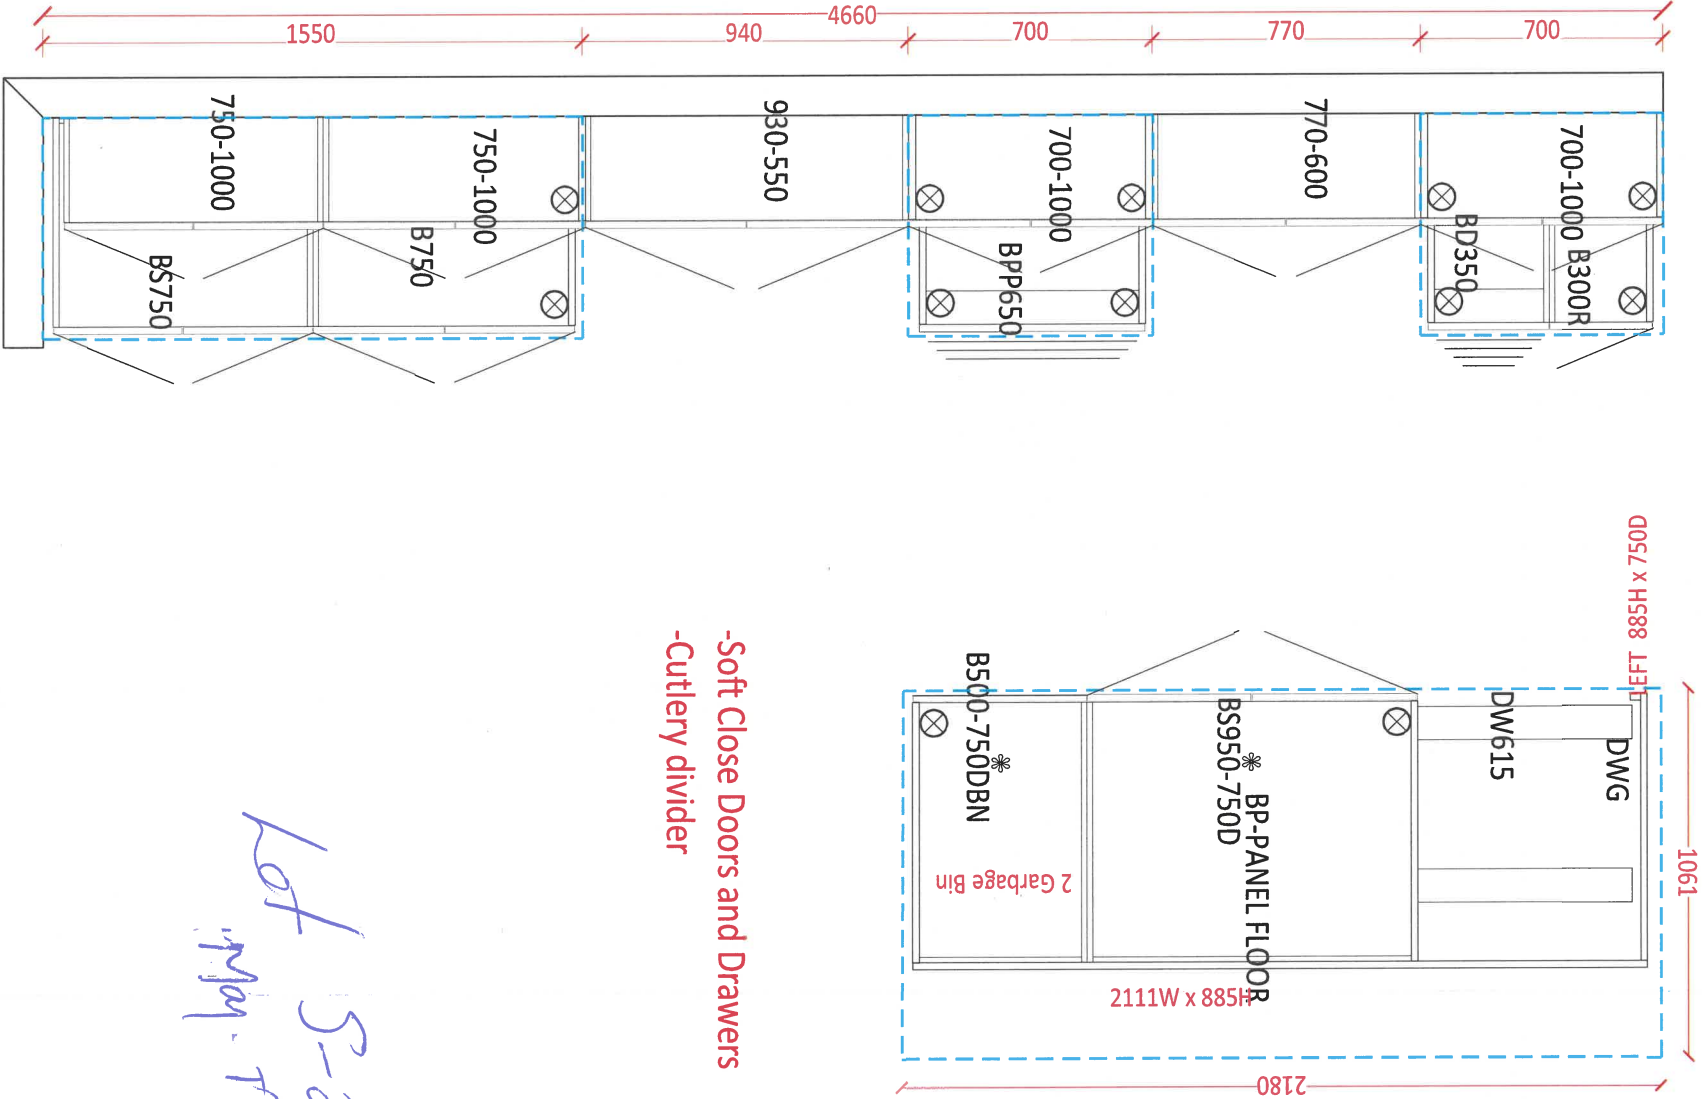 4660
1550
940
700
770
700
750-1000
750-1000
930-550
700-1000
770-600
700-1000
BS750
B750
BPP650
BD350
B300R
LEFT 885H x 750D
B500-750DBN
BS950-750D
BP-PANEL FLOOR
DW615
DWG
2 Garbage Bin
2111W x 885H
1061
2180
-Soft Close Doors and Drawers
-Cutlery divider
Lot 5-